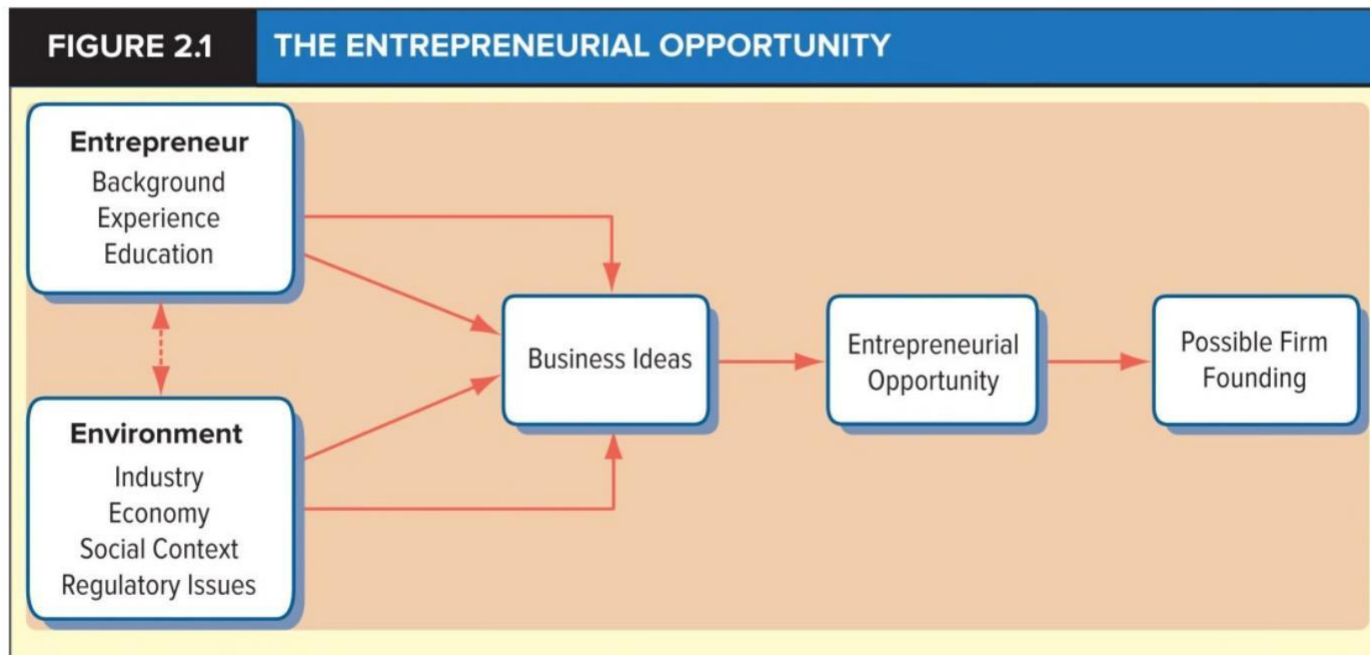 FIGURE 2.1
THE ENTREPRENEURIAL OPPORTUNITY
Entrepreneur
Background
Experience
Education
Environment
Industry
Economy
Social Context
Regulatory Issues
Business Ideas
Entrepreneurial
Opportunity
Possible Firm
Founding